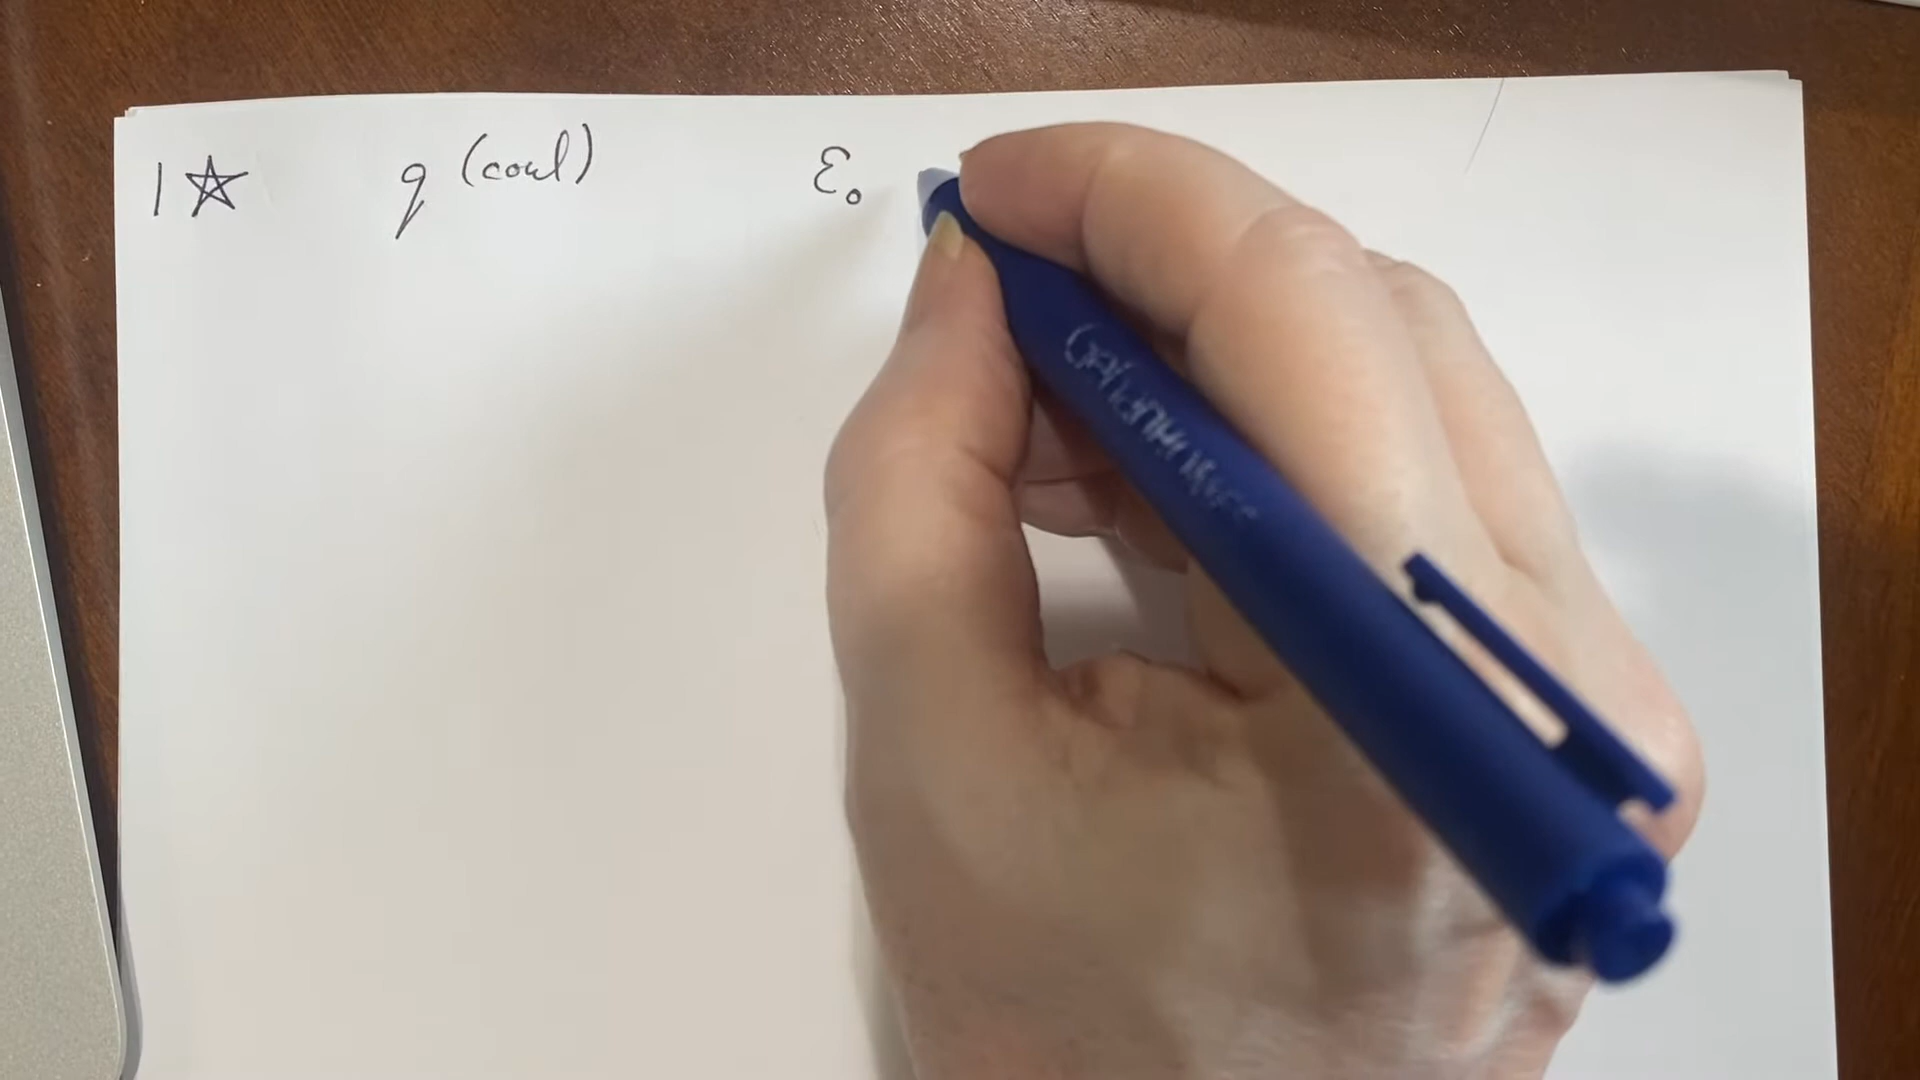 1☆ q (coul) ε₀